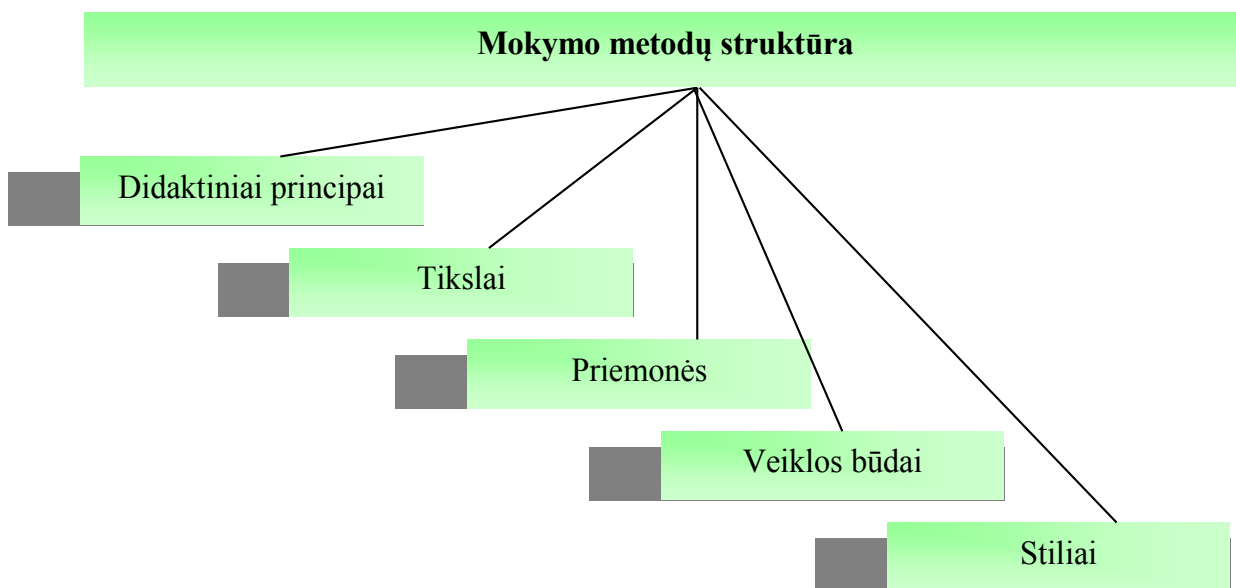 Mokymo metodų struktūra
Didaktiniai principai
Tikslai
Priemonės
Veiklos būdai
Stiliai